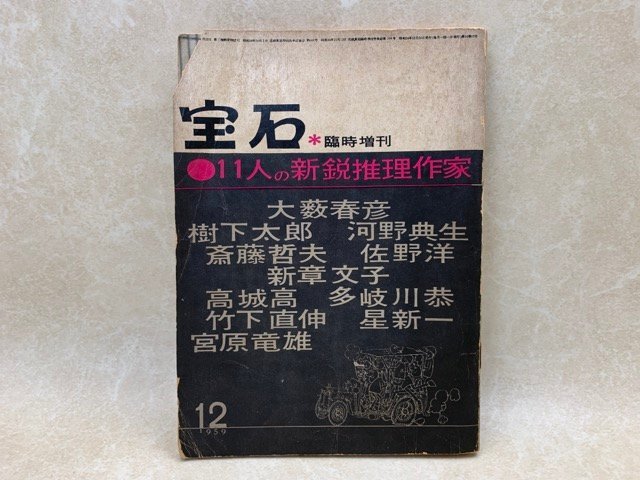 宝石*臨時増刊
●11人の新鋭推理作家
大薮春彦
樹下太郎 河野典生
斎藤哲夫 佐野洋
新章文子
高城高 多岐川恭
竹下直伸 星新一
宮原竜雄
12
1959